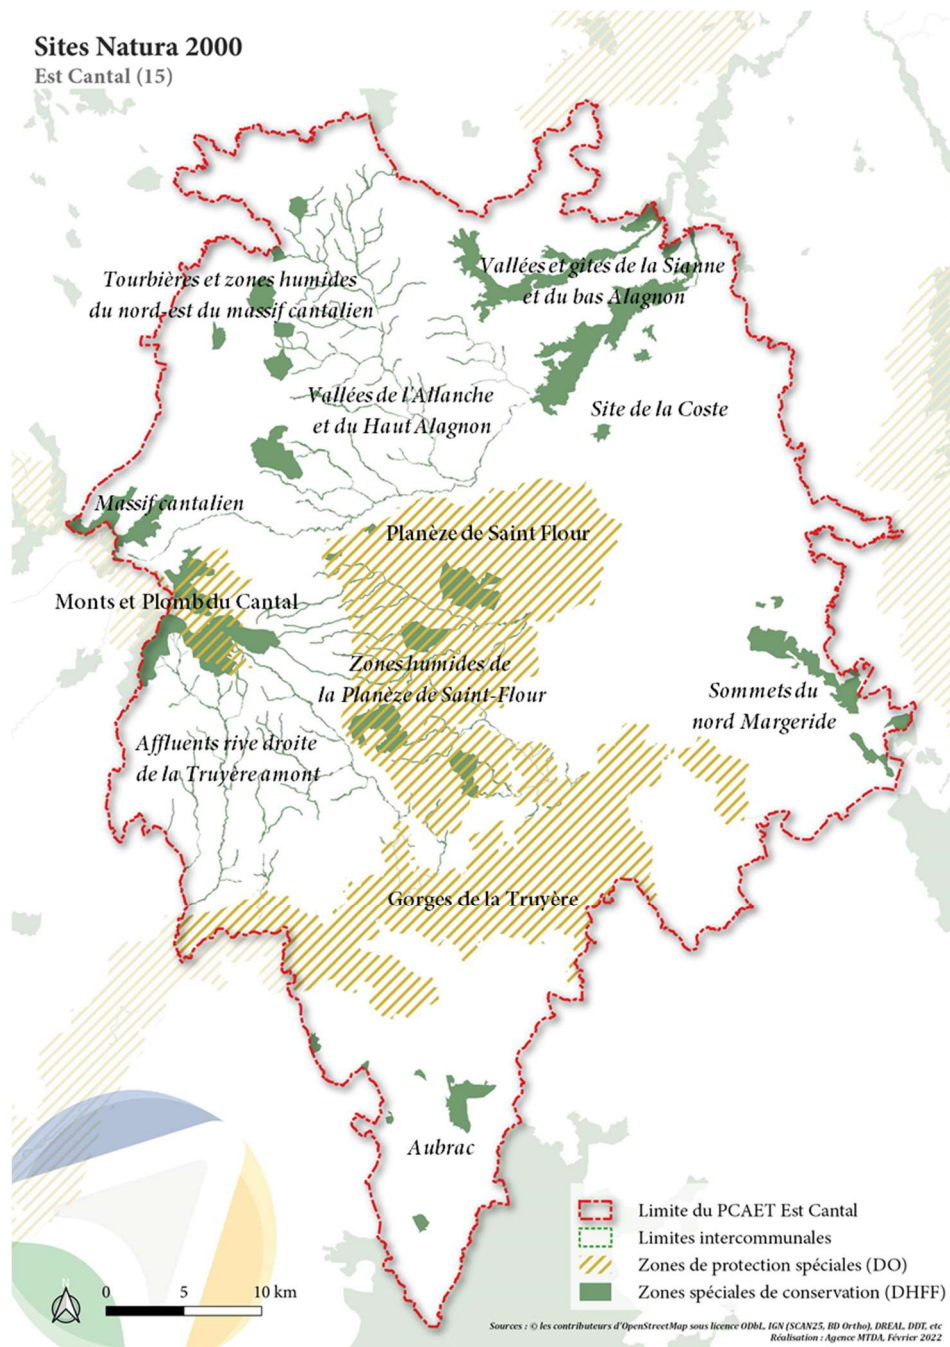 Sites Natura 2000
Est Cantal (15)
Tourbières et zones humides
du nord-est du massif cantalien
Vallées et gîtes de la Sianne
et du bas Alagnon
Vallées de l'Allanche
et du Haut Alagnon
Site de la Coste
Massif cantalien
Planèze de Saint Flour
Monts et Plomb du Cantal
Zones humides de
la Planèze de Saint-Flour
Sommets du
nord Margeride
Affluents rive droite
de la Truyère amont
Gorges de la Truyère
Aubrac
Limite du PCAET Est Cantal
Limites intercommunales
Zones de protection spéciales (DO)
Zones spéciales de conservation (DHFF)
N
0 5 10 km
Sources : © les contributeurs d'OpenStreetMap sous licence ODbL, IGN (SCAN25, BD Ortho), DREAL, DDT, etc
Réalisation : Agence MTDA, Février 2022